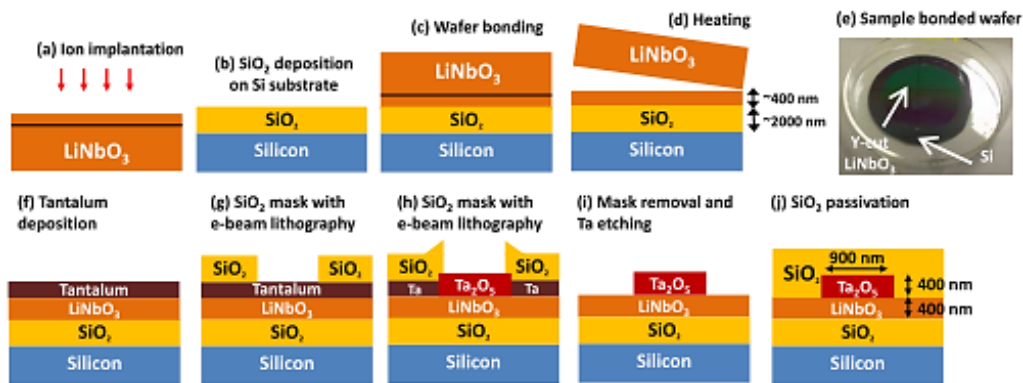 (a) Ion implantation
LiNbO₃
(b) SiO₂ deposition
on Si substrate
SiO₂
Silicon
(c) Wafer bonding
LiNbO₃
SiO₂
Silicon
(d) Heating
LiNbO₃
~400 nm
~2000 nm
SiO₂
Silicon
(e) Sample bonded wafer
Y-cut
LiNbO₃
Si
(f) Tantalum
deposition
Tantalum
LiNbO₃
SiO₂
Silicon
(g) SiO₂ mask with
e-beam lithography
SiO₂ SiO₂
Tantalum
LiNbO₃
SiO₂
Silicon
(h) SiO₂ mask with
e-beam lithography
SiO₂ SiO₂
Ta Ta₂O₅ Ta
LiNbO₃
SiO₂
Silicon
(i) Mask removal and
Ta etching
Ta₂O₅
LiNbO₃
SiO₂
Silicon
(j) SiO₂ passivation
900 nm
SiO₂
Ta₂O₅
400 nm
LiNbO₃
400 nm
SiO₂
Silicon